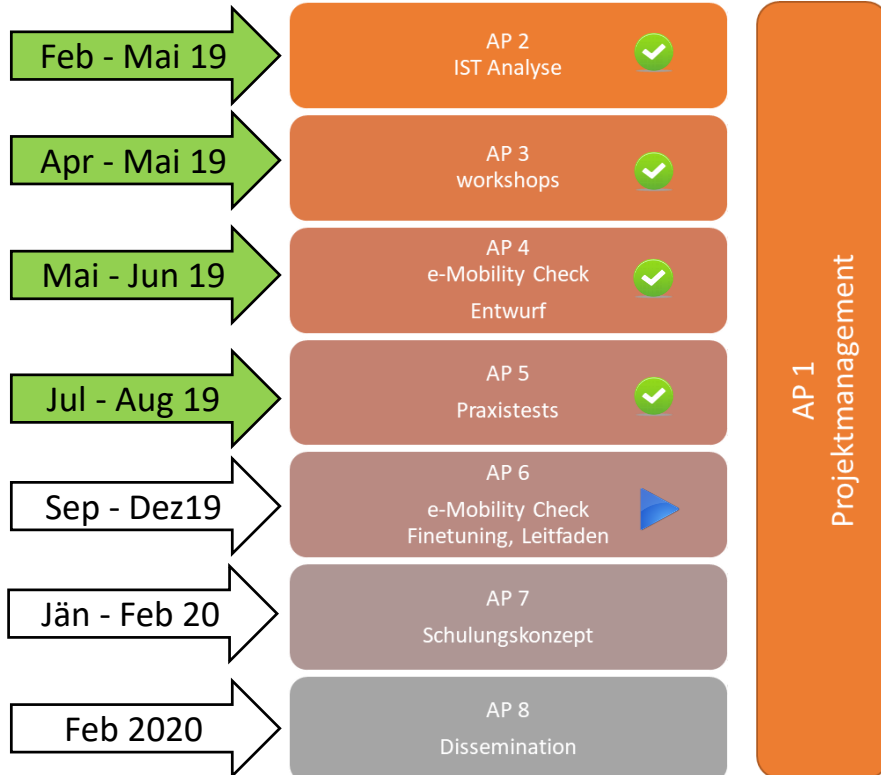 Feb - Mai 19
AP 2
IST Analyse
Apr - Mai 19
AP 3
workshops
Mai - Jun 19
AP 4
e-Mobility Check
Entwurf
Jul - Aug 19
AP 5
Praxistests
Sep - Dez19
AP 6
e-Mobility Check
Finetuning, Leitfaden
Jän - Feb 20
AP 7
Schulungskonzept
Feb 2020
AP 8
Dissemination
AP 1
Projektmanagement